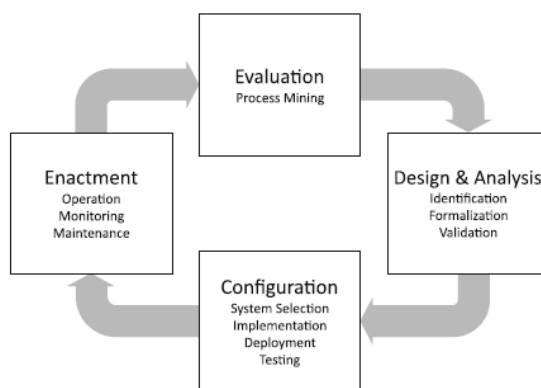 Evaluation
Process Mining
Enactment
Operation
Monitoring
Maintenance
Design & Analysis
Identification
Formalization
Validation
Configuration
System Selection
Implementation
Deployment
Testing